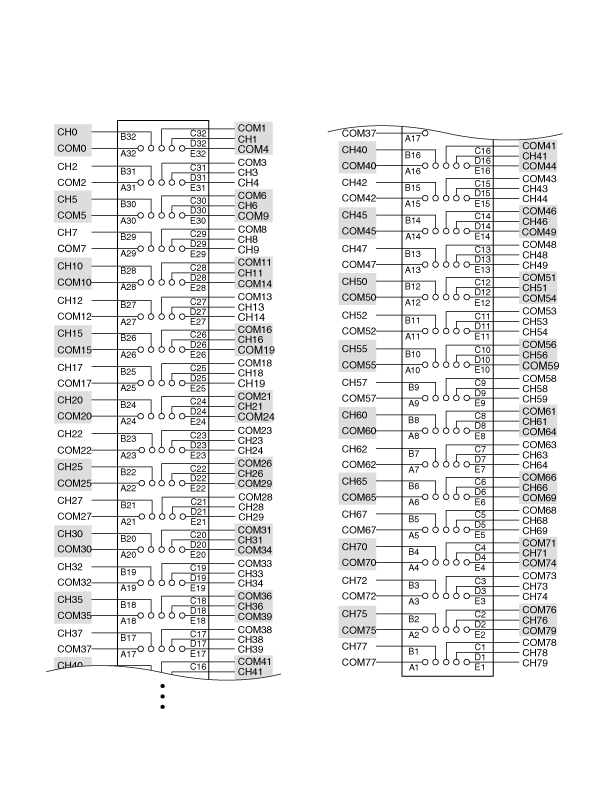 CH0 B32 C32 COM1
D32 CH1
COM0 A32 E32 COM4
CH2 B31 C31 COM3
D31 CH3
COM2 A31 E31 CH4
CH5 B30 C30 COM6
D30 CH6
COM5 A30 E30 COM9
CH7 B29 C29 COM8
D29 CH8
COM7 A29 E29 CH9
CH10 B28 C28 COM11
D28 CH11
COM10 A28 E28 COM14
CH12 B27 C27 COM13
D27 CH13
COM12 A27 E27 CH14
CH15 B26 C26 COM16
D26 CH16
COM15 A26 E26 COM19
CH17 B25 C25 COM18
D25 CH18
COM17 A25 E25 CH19
CH20 B24 C24 COM21
D24 CH21
COM20 A24 E24 COM24
CH22 B23 C23 COM23
D23 CH23
COM22 A23 E23 CH24
CH25 B22 C22 COM26
D22 CH26
COM25 A22 E22 COM29
CH27 B21 C21 COM28
D21 CH28
COM27 A21 E21 CH29
CH30 B20 C20 COM31
D20 CH31
COM30 A20 E20 COM34
CH32 B19 C19 COM33
D19 CH33
COM32 A19 E19 CH34
CH35 B18 C18 COM36
D18 CH36
COM35 A18 E18 COM39
CH37 B17 C17 COM38
D17 CH38
COM37 A17 E17 CH39
CH40 C16 COM41
CH41
COM37 A17
CH40 B16 C16 COM41
D16 CH41
COM40 A16 E16 COM44
CH42 B15 C15 COM43
D15 CH43
COM42 A15 E15 CH44
CH45 B14 C14 COM46
D14 CH46
COM45 A14 E14 COM49
CH47 B13 C13 COM48
D13 CH48
COM47 A13 E13 CH49
CH50 B12 C12 COM51
D12 CH51
COM50 A12 E12 COM54
CH52 B11 C11 COM53
D11 CH53
COM52 A11 E11 CH54
CH55 B10 C10 COM56
D10 CH56
COM55 A10 E10 COM59
CH57 B9 C9 COM58
D9 CH58
COM57 A9 E9 CH59
CH60 B8 C8 COM61
D8 CH61
COM60 A8 E8 COM64
CH62 B7 C7 COM63
D7 CH63
COM62 A7 E7 CH64
CH65 B6 C6 COM66
D6 CH66
COM65 A6 E6 COM69
CH67 B5 C5 COM68
D5 CH68
COM67 A5 E5 CH69
CH70 B4 C4 COM71
D4 CH71
COM70 A4 E4 COM74
CH72 B3 C3 COM73
D3 CH73
COM72 A3 E3 CH74
CH75 B2 C2 COM76
D2 CH76
COM75 A2 E2 COM79
CH77 B1 C1 COM78
D1 CH78
COM77 A1 E1 CH79